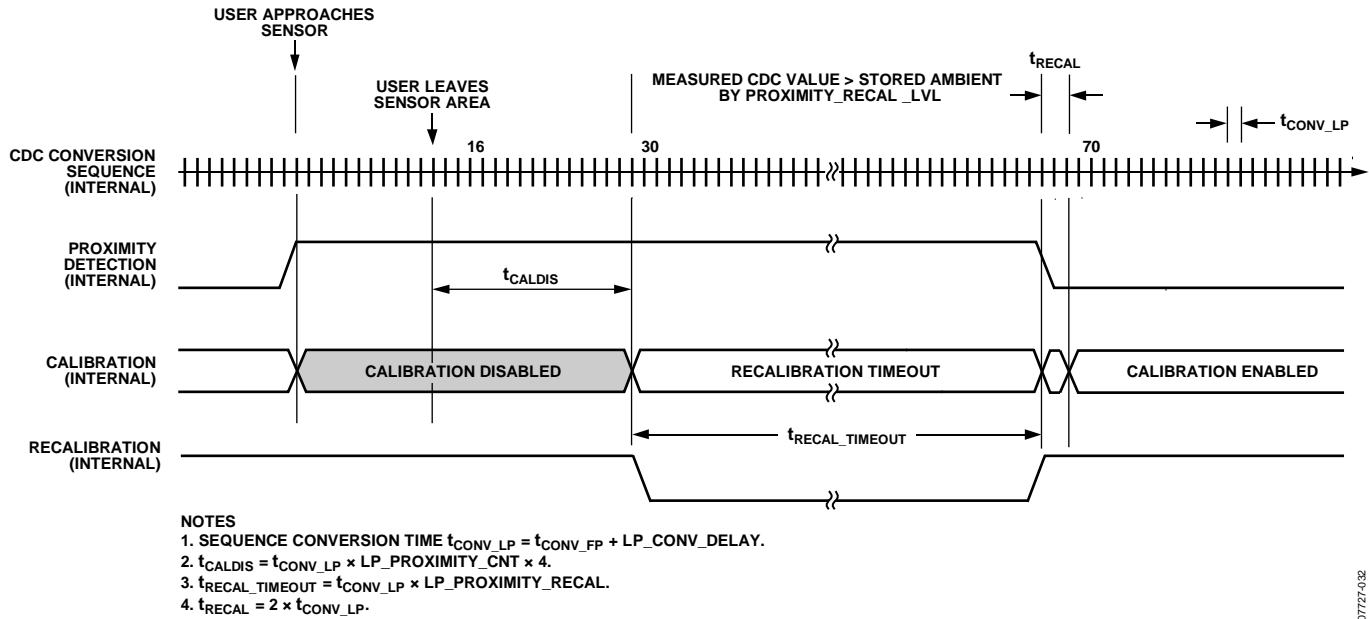 USER APPROACHES
SENSOR
USER LEAVES
SENSOR AREA
MEASURED CDC VALUE > STORED AMBIENT
BY PROXIMITY_RECAL _LVL
tRECAL
tCONV_LP
CDC CONVERSION
SEQUENCE
(INTERNAL)
16
30
70
PROXIMITY
DETECTION
(INTERNAL)
tCALDIS
CALIBRATION
(INTERNAL)
CALIBRATION DISABLED
RECALIBRATION TIMEOUT
CALIBRATION ENABLED
RECALIBRATION
(INTERNAL)
tRECAL_TIMEOUT
NOTES
1. SEQUENCE CONVERSION TIME tCONV_LP = tCONV_FP + LP_CONV_DELAY.
2. tCALDIS = tCONV_LP × LP_PROXIMITY_CNT × 4.
3. tRECAL_TIMEOUT = tCONV_LP × LP_PROXIMITY_RECAL.
4. tRECAL = 2 × tCONV_LP.
07727-032